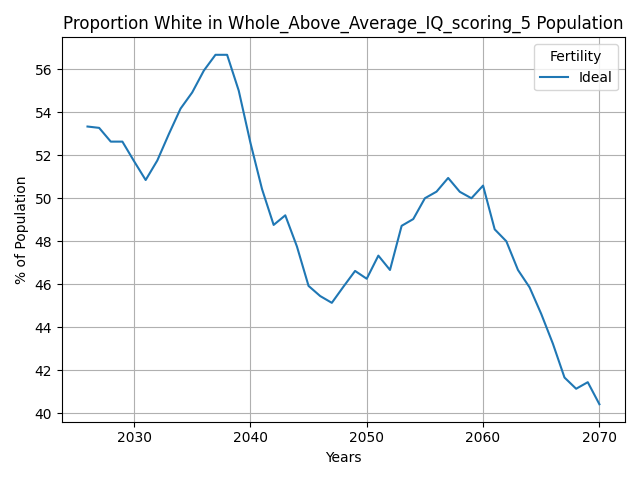 Proportion White in Whole_Above_Average_IQ_scoring_5 Population
Fertility
Ideal
% of Population
56
54
52
50
48
46
44
42
40
2030 2040 2050 2060 2070
Years